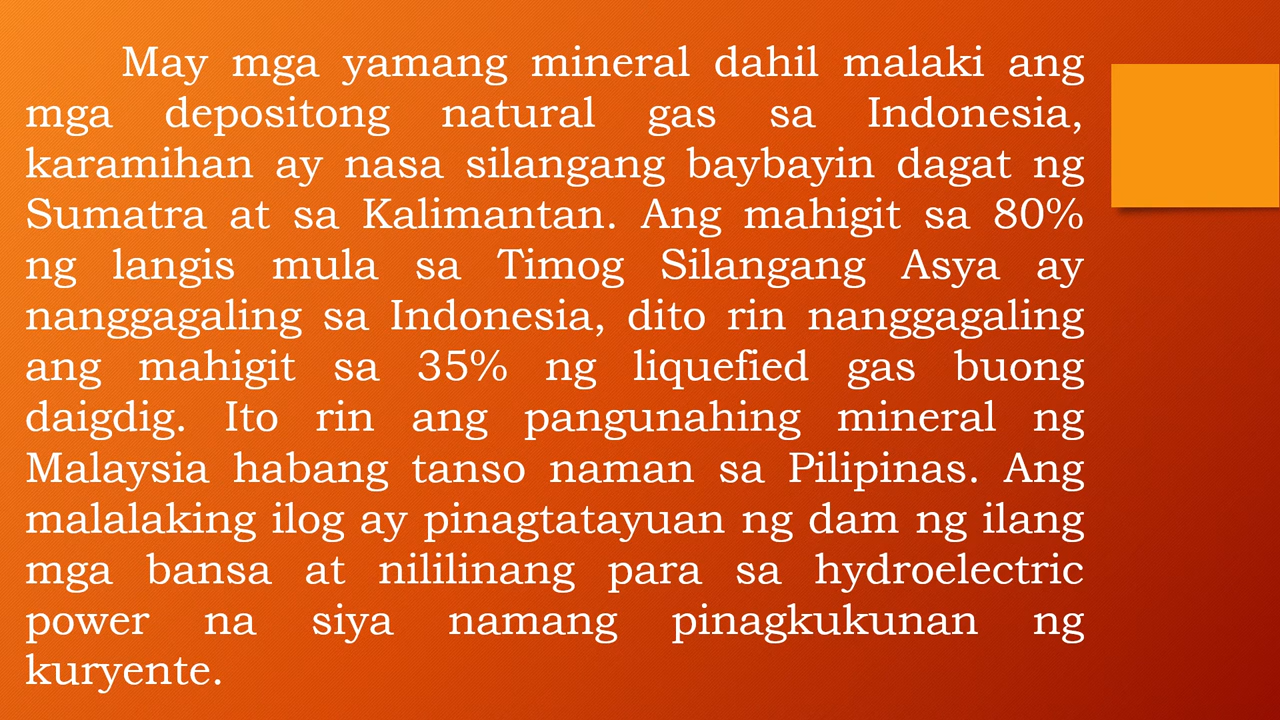 May mga yamang mineral dahil malaki ang
mga depositong natural gas sa Indonesia,
karamihan ay nasa silangang baybayin dagat ng
Sumatra at sa Kalimantan. Ang mahigit sa 80%
ng langis mula sa Timog Silangang Asya ay
nanggagaling sa Indonesia, dito rin nanggagaling
ang mahigit sa 35% ng liquefied gas buong
daigdig. Ito rin ang pangunahing mineral ng
Malaysia habang tanso naman sa Pilipinas. Ang
malalaking ilog ay pinagtatayuan ng dam ng ilang
mga bansa at nililinang para sa hydroelectric
power na siya namang pinagkukunan ng
kuryente.